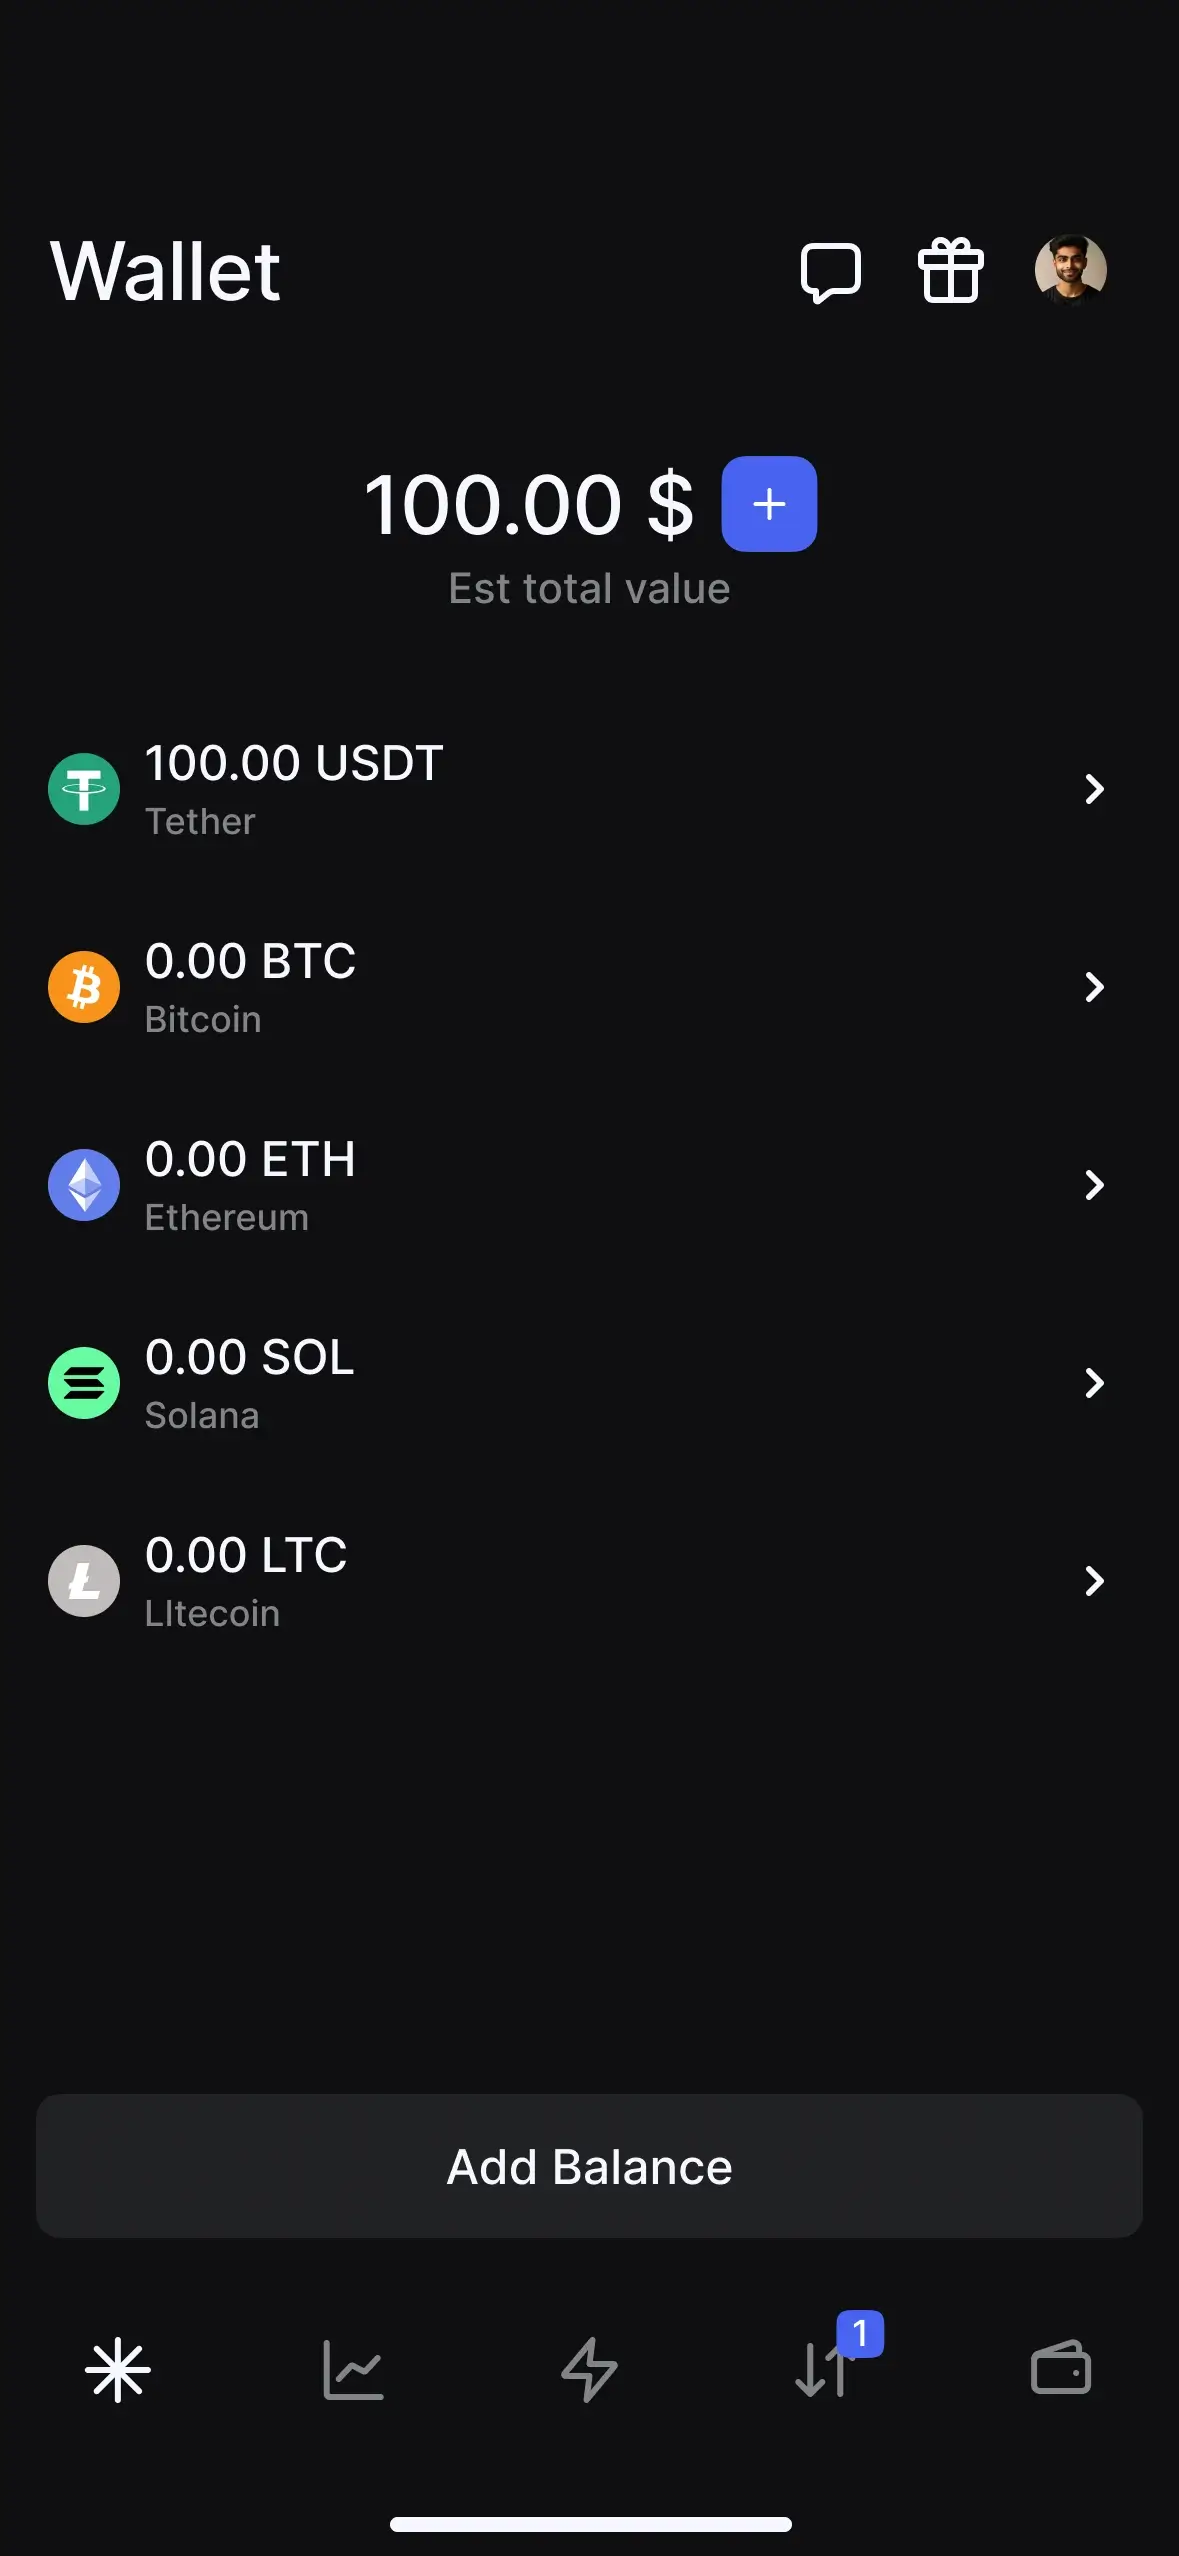 Wallet
100.00 $
Est total value
100.00 USDT
Tether
0.00 BTC
Bitcoin
0.00 ETH
Ethereum
0.00 SOL
Solana
0.00 LTC
LItecoin
Add Balance
1